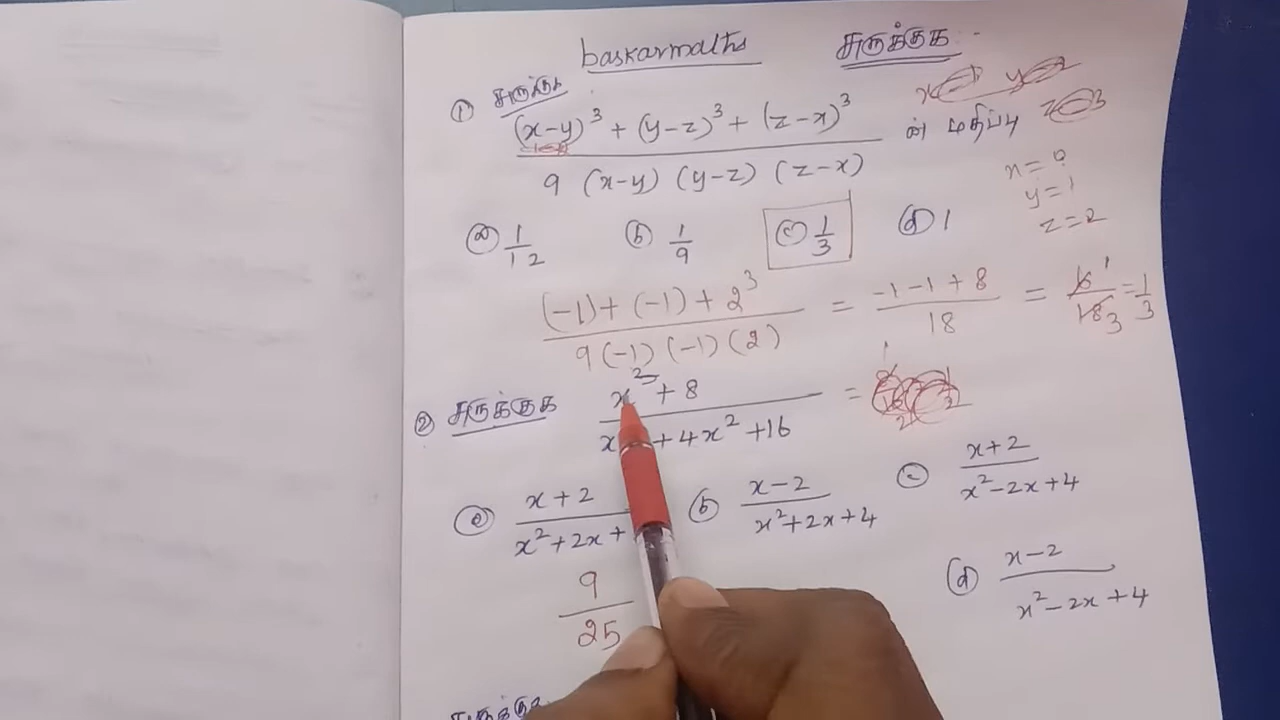 baskarmaths சுருக்குக
① சுருக்கு
(x-y)³ + (y-z)³ + (z-x)³ ன் மதிப்பு
9 (x-y) (y-z) (z-x)
x = 0
y = 1
z = 2
ⓐ 1/12 ⓑ 1/9 ⓒ 1/3 ⓓ 1
(-1) + (-1) + 2³ / 9(-1)(-1)(2) = -1-1+8 / 18 = 6/18 = 1/3
② சுருக்குக x³ + 8 =
x + 4x² + 16
ⓐ x+2 / x²+2x+ ⓑ x-2 / x²+2x+4 ⓒ x+2 / x²-2x+4
ⓓ x-2 / x²-2x+4
9
25